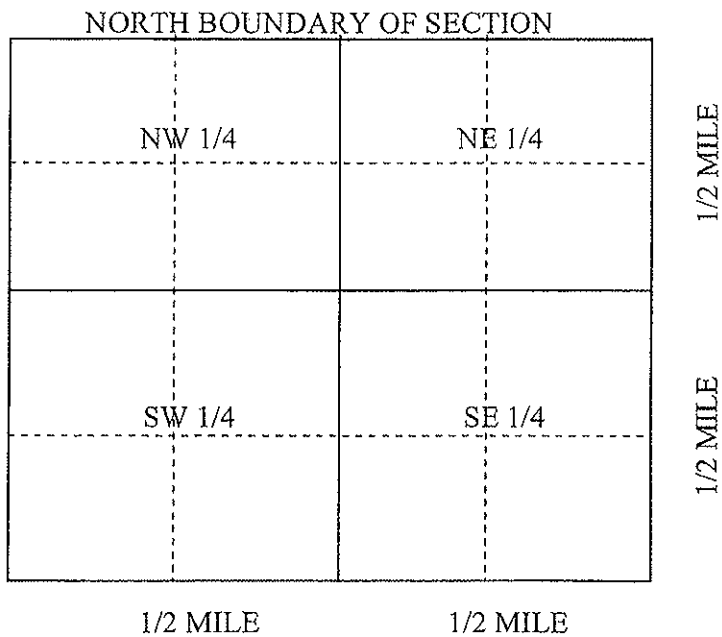 NORTH BOUNDARY OF SECTION
NW 1/4
NE 1/4
1/2 MILE
SW 1/4
SE 1/4
1/2 MILE
1/2 MILE
1/2 MILE